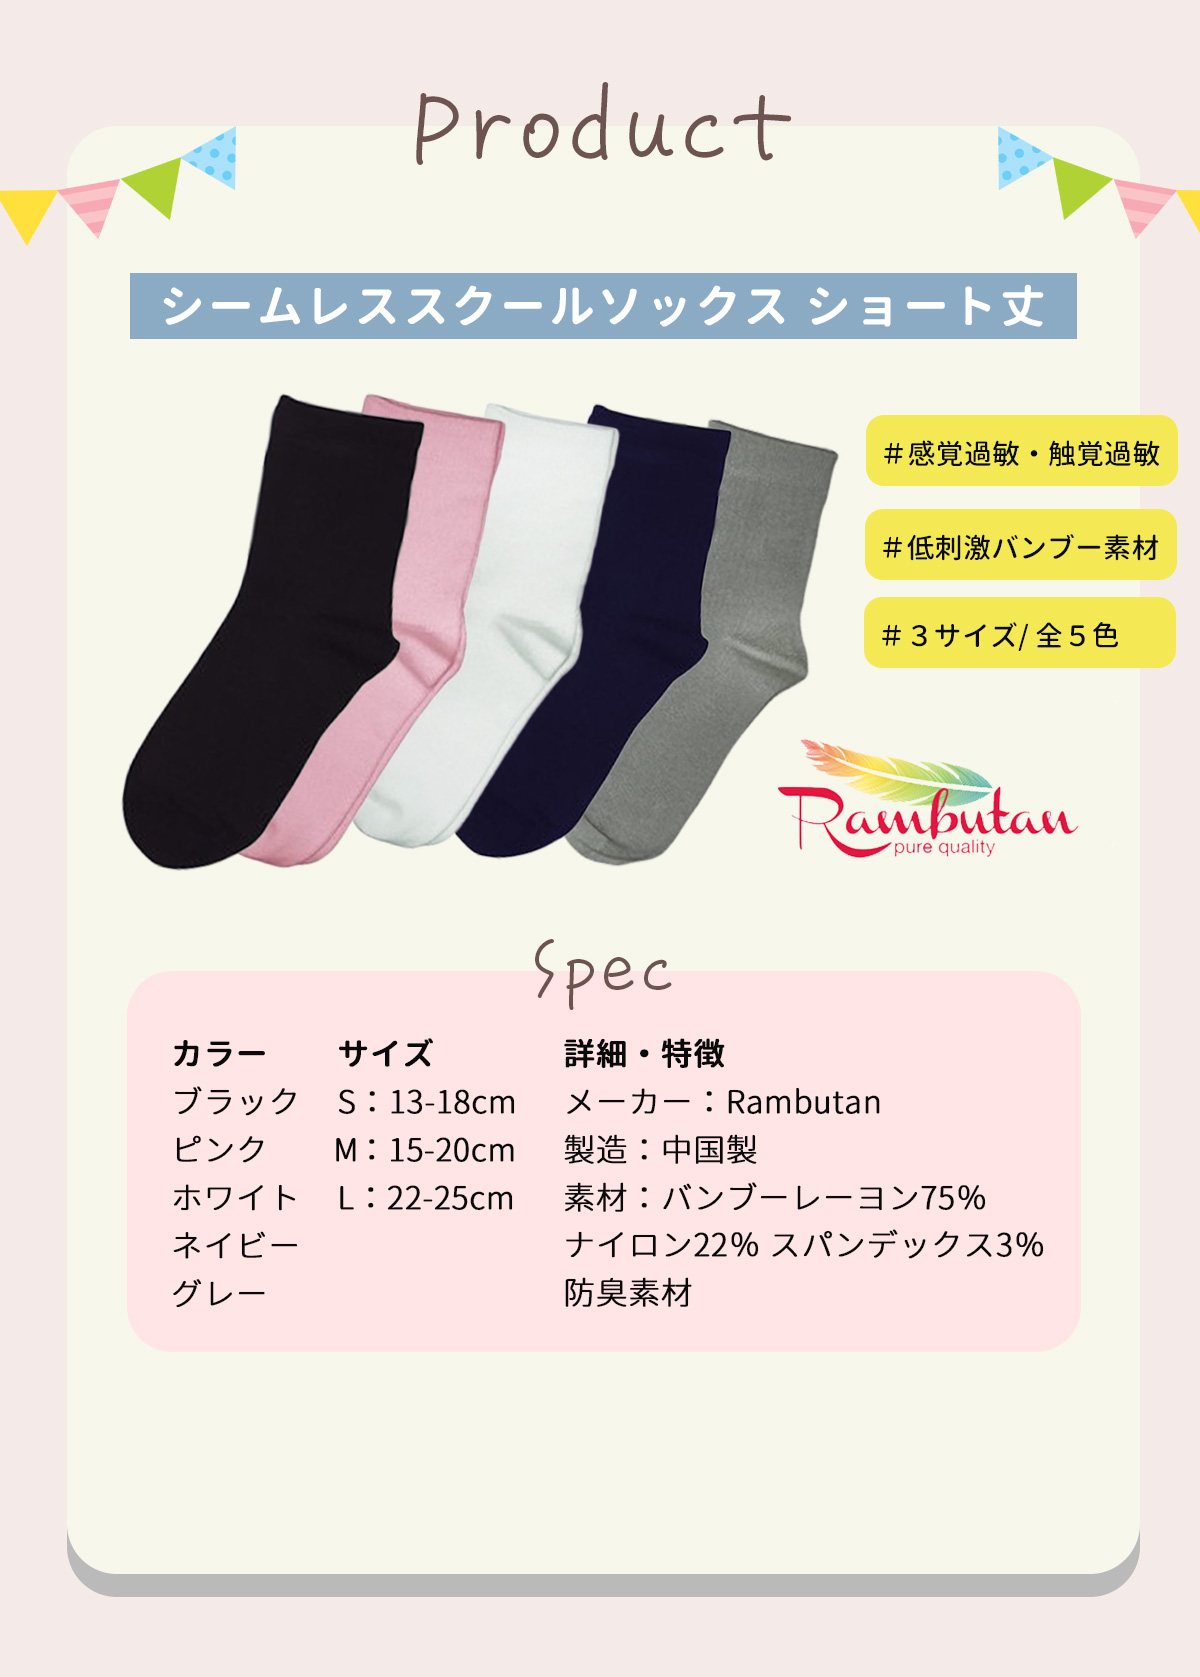 Product
シームレススクールソックス ショート丈
＃感覚過敏・触覚過敏
＃低刺激バンブー素材
＃３サイズ/ 全５色
Rambutan
pure quality
Spec
カラー
ブラック
ピンク
ホワイト
ネイビー
グレー
サイズ
S：13-18cm
M：15-20cm
L：22-25cm
詳細・特徴
メーカー：Rambutan
製造：中国製
素材：バンブーレーヨン75%
ナイロン22% スパンデックス3%
防臭素材